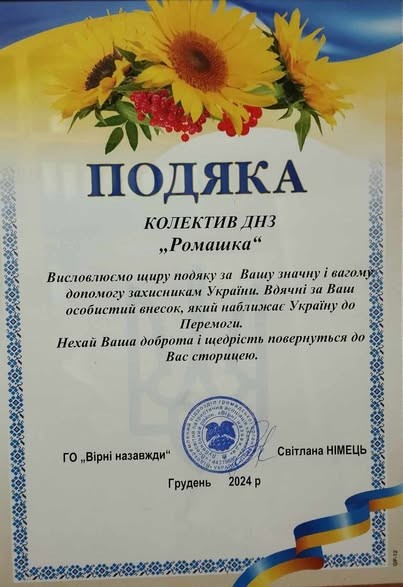 ПОДЯКА
КОЛЕКТИВ ДНЗ
„Ромашка“
Висловлюємо щиру подяку за Вашу значну і вагому
допомогу захисникам України. Вдячні за Ваш
особистий внесок, який наближає Україну до
Перемоги.
Нехай Ваша доброта і щедрість повернуться до
Вас сторицею.
ГО „Вірні назавжди“ Світлана НІМЕЦЬ
Грудень 2024 р